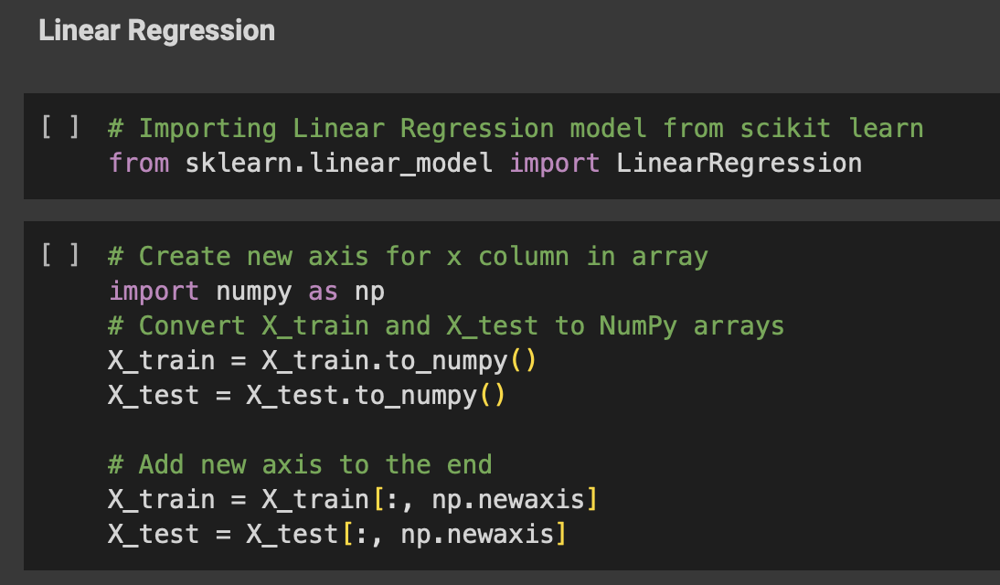 Linear Regression
[ ] # Importing Linear Regression model from scikit learn
from sklearn.linear_model import LinearRegression
[ ] # Create new axis for x column in array
import numpy as np
# Convert X_train and X_test to NumPy arrays
X_train = X_train.to_numpy()
X_test = X_test.to_numpy()
# Add new axis to the end
X_train = X_train[:, np.newaxis]
X_test = X_test[:, np.newaxis]